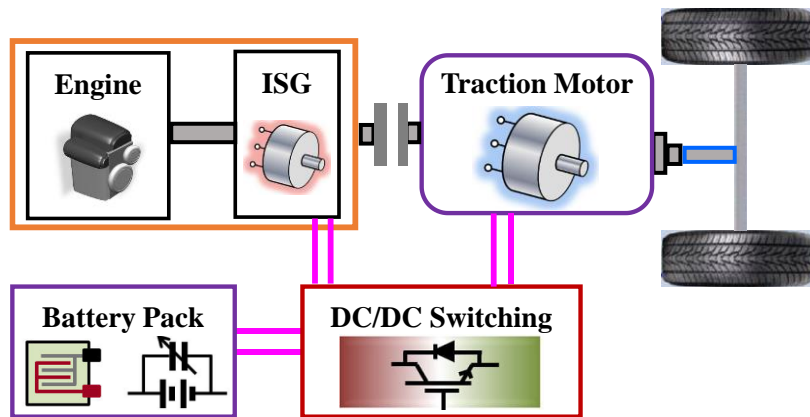 Engine
ISG
Traction Motor
Battery Pack
DC/DC Switching